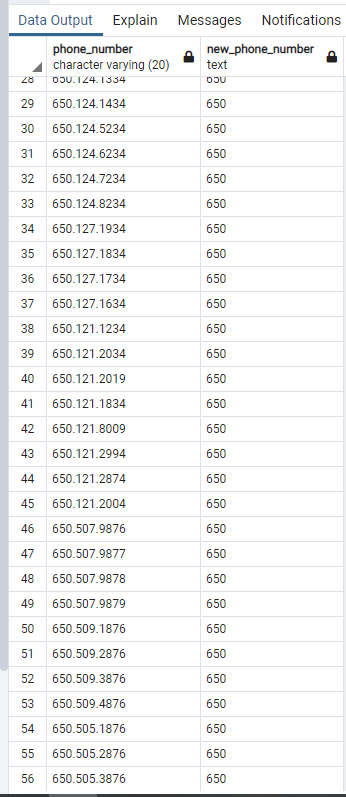 Data Output Explain Messages Notifications
phone_number new_phone_number
character varying (20) text
28 650.124.1334 650
29 650.124.1434 650
30 650.124.5234 650
31 650.124.6234 650
32 650.124.7234 650
33 650.124.8234 650
34 650.127.1934 650
35 650.127.1834 650
36 650.127.1734 650
37 650.127.1634 650
38 650.121.1234 650
39 650.121.2034 650
40 650.121.2019 650
41 650.121.1834 650
42 650.121.8009 650
43 650.121.2994 650
44 650.121.2874 650
45 650.121.2004 650
46 650.507.9876 650
47 650.507.9877 650
48 650.507.9878 650
49 650.507.9879 650
50 650.509.1876 650
51 650.509.2876 650
52 650.509.3876 650
53 650.509.4876 650
54 650.505.1876 650
55 650.505.2876 650
56 650.505.3876 650